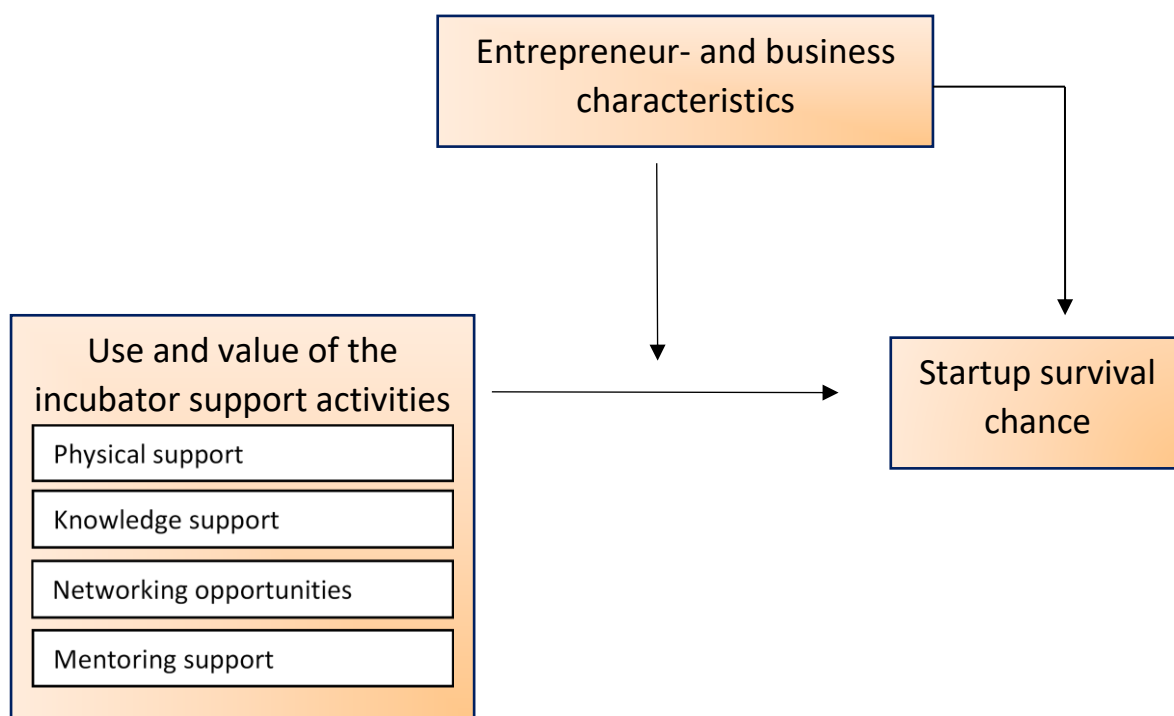 Entrepreneur- and business
characteristics
Use and value of the
incubator support activities
Physical support
Knowledge support
Networking opportunities
Mentoring support
Startup survival
chance